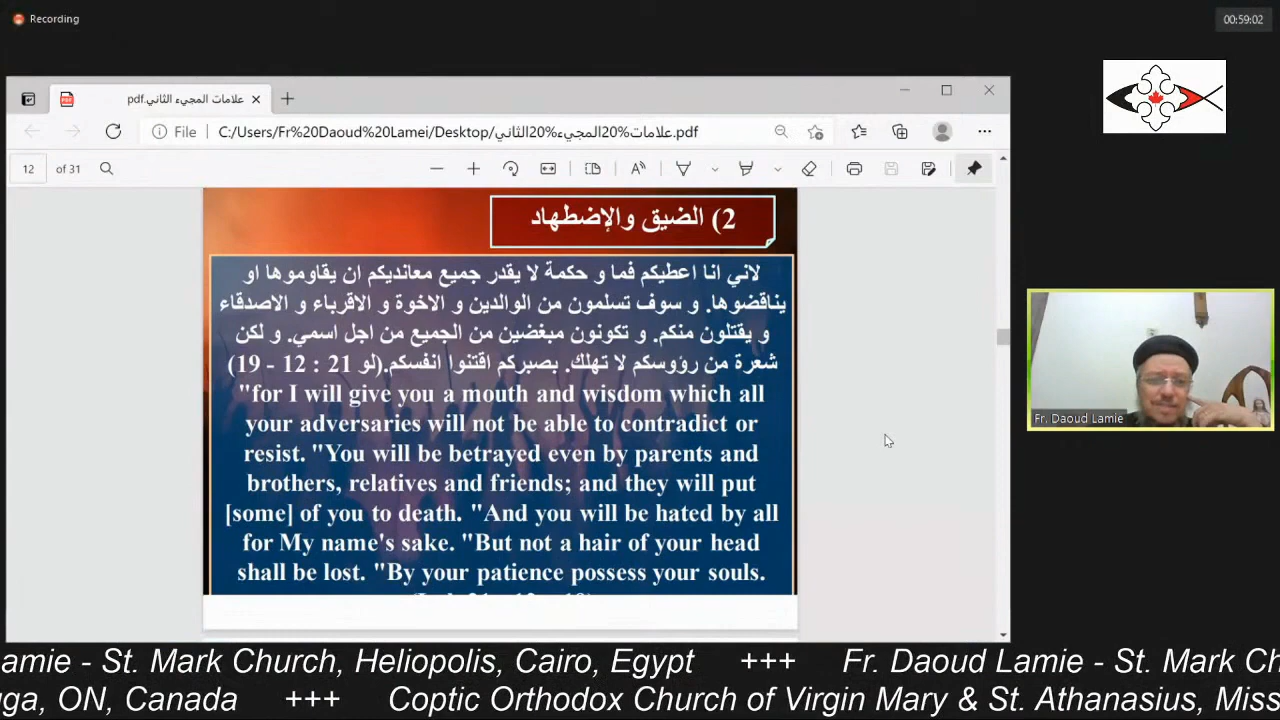 Recording
00:59:02
علامات المجيء الثاني.pdf
File C:/Users/Fr%20Daoud%20Lamei/Desktop/علامات%20المجيء%20الثاني.pdf
12 of 31
2) الضيق والإضطهاد
لاني انا اعطيكم فما و حكمة لا يقدر جميع معانديكم ان يقاوموها او
يناقضوها. و سوف تسلمون من الوالدين و الاخوة و الاقرباء و الاصدقاء
و يقتلون منكم. و تكونون مبغضين من الجميع من اجل اسمي. و لكن
شعرة من رؤوسكم لا تهلك. بصبركم اقتنوا انفسكم.(لو 21 : 12 - 19)
"for I will give you a mouth and wisdom which all
your adversaries will not be able to contradict or
resist. "You will be betrayed even by parents and
brothers, relatives and friends; and they will put
[some] of you to death. "And you will be hated by all
for My name's sake. "But not a hair of your head
shall be lost. "By your patience possess your souls.
Fr. Daoud Lamie
amie - St. Mark Church, Heliopolis, Cairo, Egypt +++ Fr. Daoud Lamie - St. Mark Ch
ga, ON, Canada +++ Coptic Orthodox Church of Virgin Mary & St. Athanasius, Miss